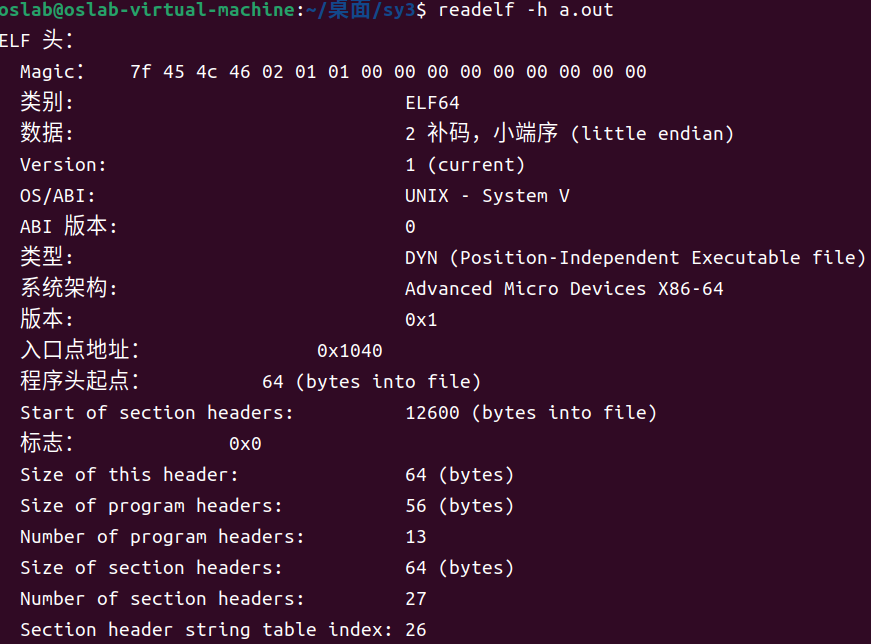 oslab@oslab-virtual-machine:~/桌面/sy3$ readelf -h a.out
ELF 头：
  Magic：   7f 45 4c 46 02 01 01 00 00 00 00 00 00 00 00 00
  类别:                              ELF64
  数据:                              2 补码，小端序 (little endian)
  Version:                           1 (current)
  OS/ABI:                            UNIX - System V
  ABI 版本:                          0
  类型:                              DYN (Position-Independent Executable file)
  系统架构:                          Advanced Micro Devices X86-64
  版本:                              0x1
  入口点地址：               0x1040
  程序头起点：          64 (bytes into file)
  Start of section headers:          12600 (bytes into file)
  标志：             0x0
  Size of this header:               64 (bytes)
  Size of program headers:           56 (bytes)
  Number of program headers:         13
  Size of section headers:           64 (bytes)
  Number of section headers:         27
  Section header string table index: 26